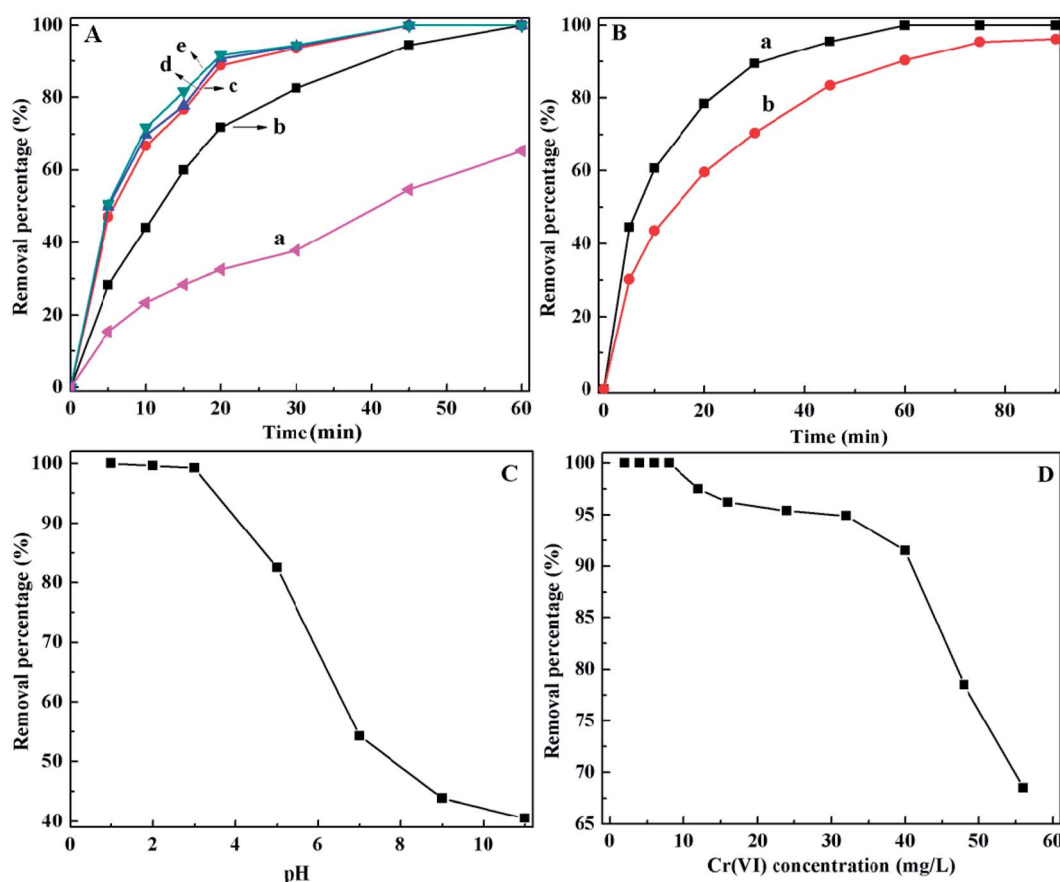 A
100
80
60
40
20
0
Removal percentage (%)
e
d
c
b
a
0 10 20 30 40 50 60
Time (min)
B
100
80
60
40
20
0
Removal percentage (%)
a
b
0 20 40 60 80
Time (min)
C
100
90
80
70
60
50
40
Removal percentage (%)
0 2 4 6 8 10
pH
D
100
95
90
85
80
75
70
65
Removal percentage (%)
0 10 20 30 40 50 60
Cr(VI) concentration (mg/L)